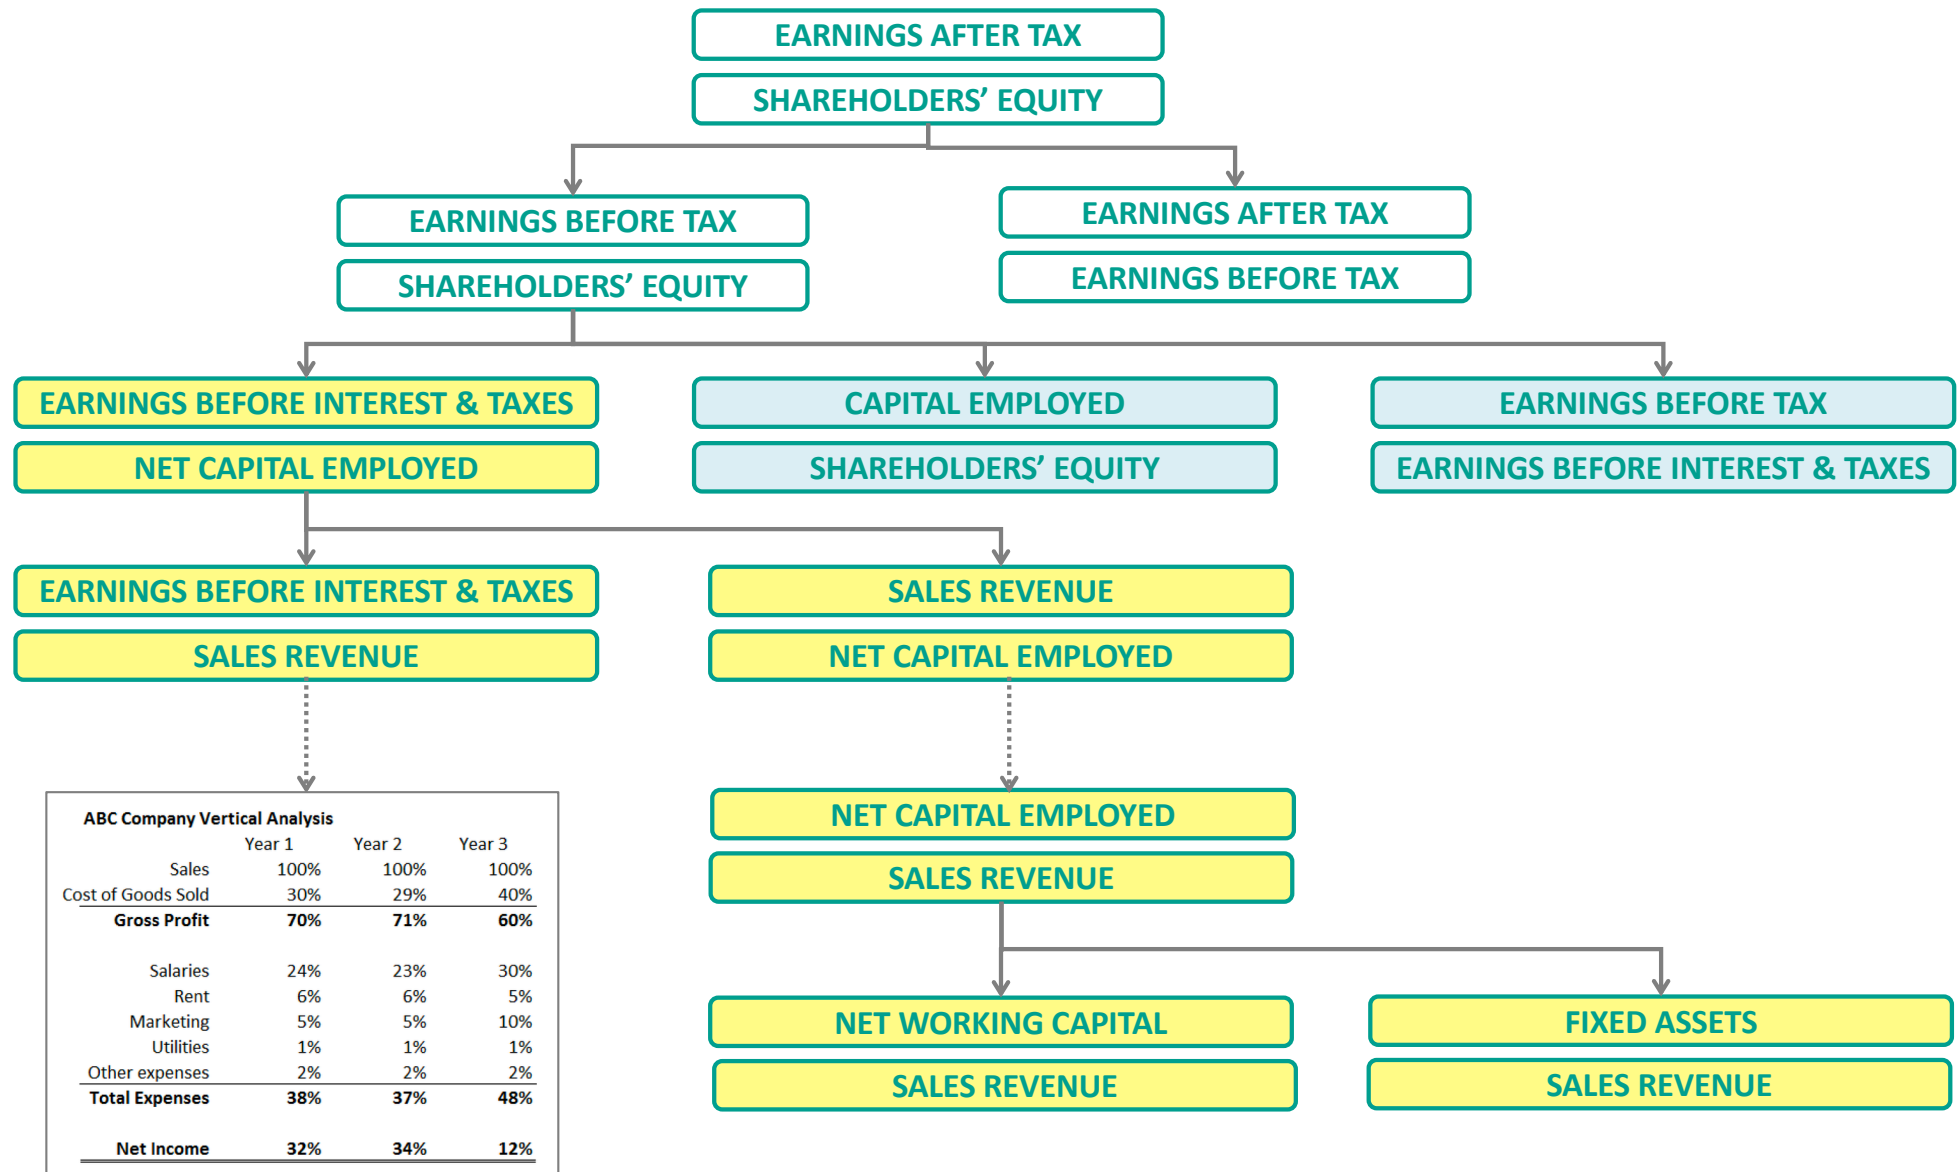 EARNINGS AFTER TAX
SHAREHOLDERS’ EQUITY
EARNINGS BEFORE TAX
SHAREHOLDERS’ EQUITY
EARNINGS AFTER TAX
EARNINGS BEFORE TAX
EARNINGS BEFORE INTEREST & TAXES
NET CAPITAL EMPLOYED
CAPITAL EMPLOYED
SHAREHOLDERS’ EQUITY
EARNINGS BEFORE TAX
EARNINGS BEFORE INTEREST & TAXES
EARNINGS BEFORE INTEREST & TAXES
SALES REVENUE
SALES REVENUE
NET CAPITAL EMPLOYED
ABC Company Vertical Analysis
Year 1 Year 2 Year 3
Sales 100% 100% 100%
Cost of Goods Sold 30% 29% 40%
Gross Profit 70% 71% 60%
Salaries 24% 23% 30%
Rent 6% 6% 5%
Marketing 5% 5% 10%
Utilities 1% 1% 1%
Other expenses 2% 2% 2%
Total Expenses 38% 37% 48%
Net Income 32% 34% 12%
NET CAPITAL EMPLOYED
SALES REVENUE
NET WORKING CAPITAL
SALES REVENUE
FIXED ASSETS
SALES REVENUE